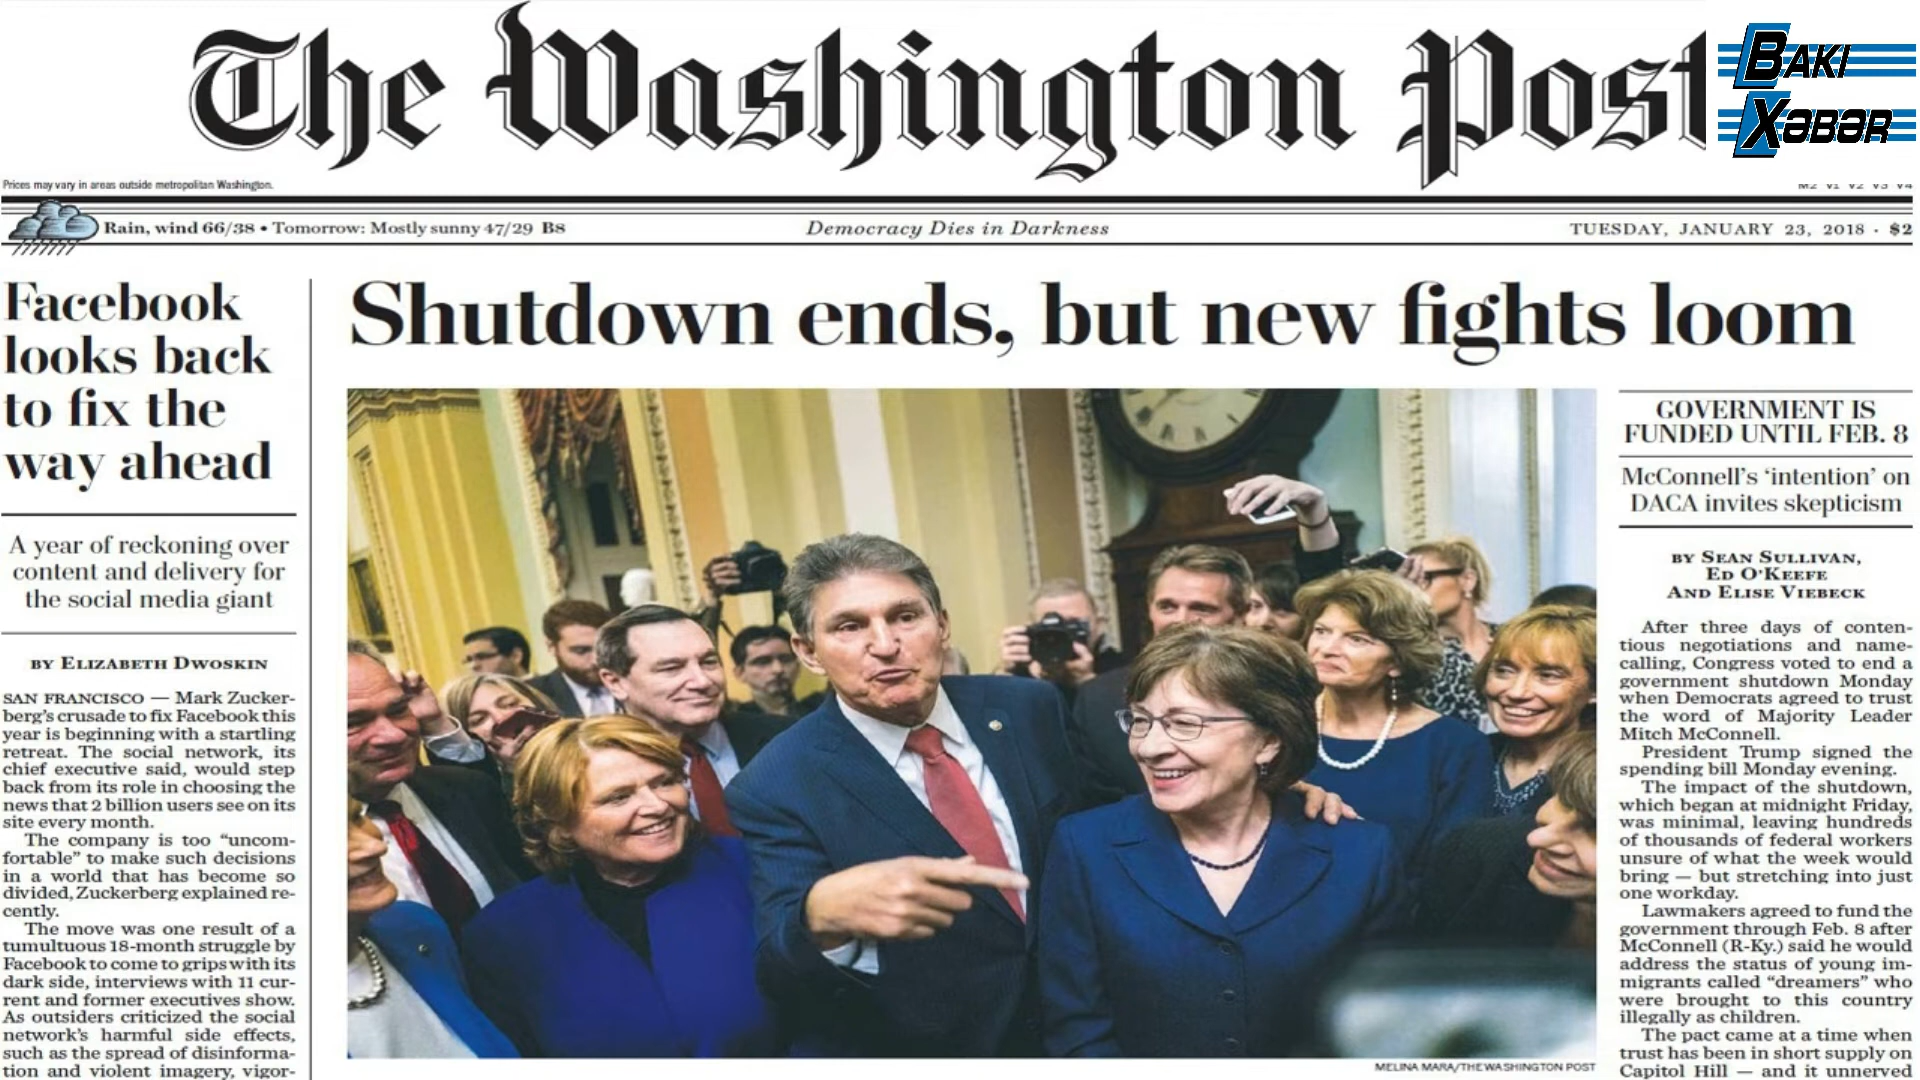 The Washington Post
BAKI
XƏBƏR
Prices may vary in areas outside metropolitan Washington.
M2 V1 V2 V3 V4
Rain, wind 66/38 • Tomorrow: Mostly sunny 47/29 B8
Democracy Dies in Darkness
TUESDAY, JANUARY 23, 2018 · $2
Facebook
looks back
to fix the
way ahead
A year of reckoning over
content and delivery for
the social media giant
BY ELIZABETH DWOSKIN
SAN FRANCISCO — Mark Zucker-
berg's crusade to fix Facebook this
year is beginning with a startling
retreat. The social network, its
chief executive said, would step
back from its role in choosing the
news that 2 billion users see on its
site every month.
The company is too “uncom-
fortable” to make such decisions
in a world that has become so
divided, Zuckerberg explained re-
cently.
The move was one result of a
tumultuous 18-month struggle by
Facebook to come to grips with its
dark side, interviews with 11 cur-
rent and former executives show.
As outsiders criticized the social
network's harmful side effects,
such as the spread of disinforma-
tion and violent imagery, vigor-
Shutdown ends, but new fights loom
MELINA MARA/THE WASHINGTON POST
GOVERNMENT IS
FUNDED UNTIL FEB. 8
McConnell's ‘intention’ on
DACA invites skepticism
BY SEAN SULLIVAN,
ED O'KEEFE
AND ELISE VIEBECK
After three days of conten-
tious negotiations and name-
calling, Congress voted to end a
government shutdown Monday
when Democrats agreed to trust
the word of Majority Leader
Mitch McConnell.
President Trump signed the
spending bill Monday evening.
The impact of the shutdown,
which began at midnight Friday,
was minimal, leaving hundreds
of thousands of federal workers
unsure of what the week would
bring — but stretching into just
one workday.
Lawmakers agreed to fund the
government through Feb. 8 after
McConnell (R-Ky.) said he would
address the status of young im-
migrants called “dreamers” who
were brought to this country
illegally as children.
The pact came at a time when
trust has been in short supply on
Capitol Hill — and it unnerved